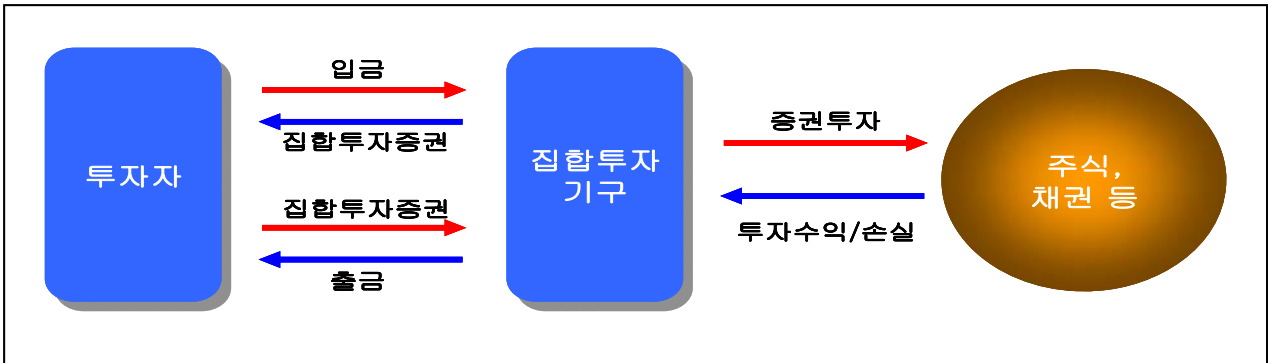 투자자
입금
집합투자증권
집합투자증권
출금
집합투자
기구
증권투자
투자수익/손실
주식,
채권 등